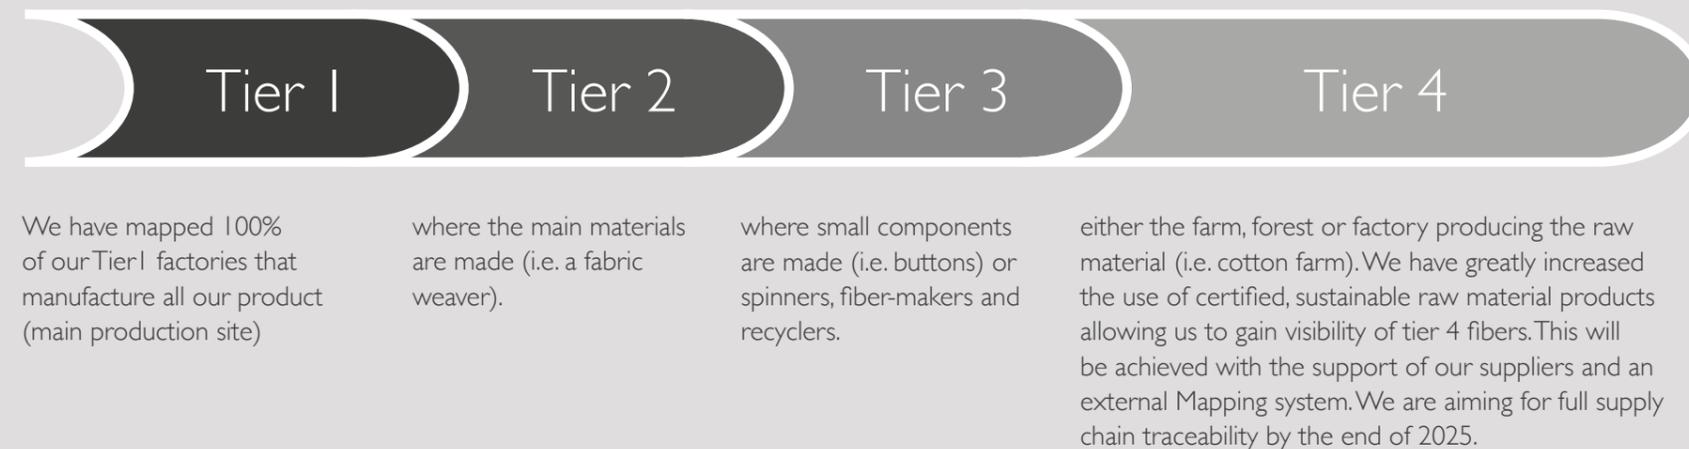 Tier 1
Tier 2
Tier 3
Tier 4
We have mapped 100%
of our Tier1 factories that
manufacture all our product
(main production site)
where the main materials
are made (i.e. a fabric
weaver).
where small components
are made (i.e. buttons) or
spinners, fiber-makers and
recyclers.
either the farm, forest or factory producing the raw
material (i.e. cotton farm). We have greatly increased
the use of certified, sustainable raw material products
allowing us to gain visibility of tier 4 fibers. This will
be achieved with the support of our suppliers and an
external Mapping system. We are aiming for full supply
chain traceability by the end of 2025.